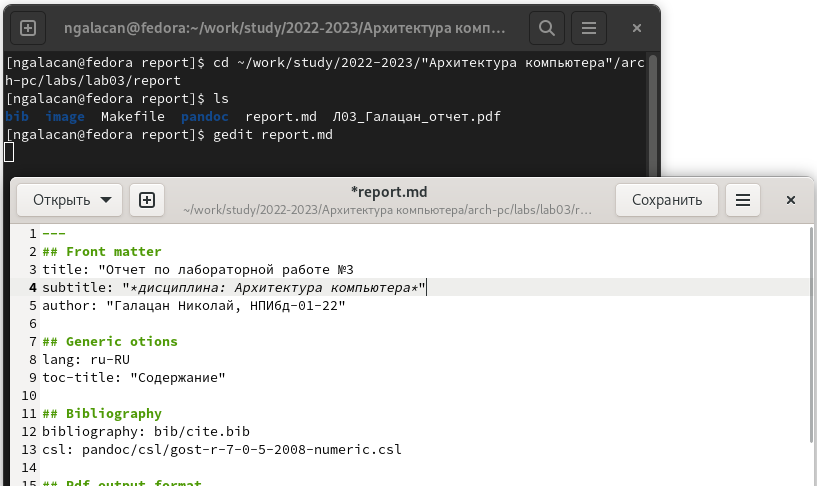 ngalacan@fedora:~/work/study/2022-2023/Архитектура комп…
[ngalacan@fedora report]$ cd ~/work/study/2022-2023/"Архитектура компьютера"/arc
h-pc/labs/lab03/report
[ngalacan@fedora report]$ ls
bib  image  Makefile  pandoc  report.md  Л03_Галацан_отчет.pdf
[ngalacan@fedora report]$ gedit report.md
Открыть
*report.md
~/work/study/2022-2023/Архитектура компьютера/arch-pc/labs/lab03/r…
Сохранить
1 ---
2 ## Front matter
3 title: "Отчет по лабораторной работе №3
4 subtitle: "*дисциплина: Архитектура компьютера*"
5 author: "Галацан Николай, НПИбд-01-22"
6
7 ## Generic otions
8 lang: ru-RU
9 toc-title: "Содержание"
10
11 ## Bibliography
12 bibliography: bib/cite.bib
13 csl: pandoc/csl/gost-r-7-0-5-2008-numeric.csl
14
15 ## Pdf output format